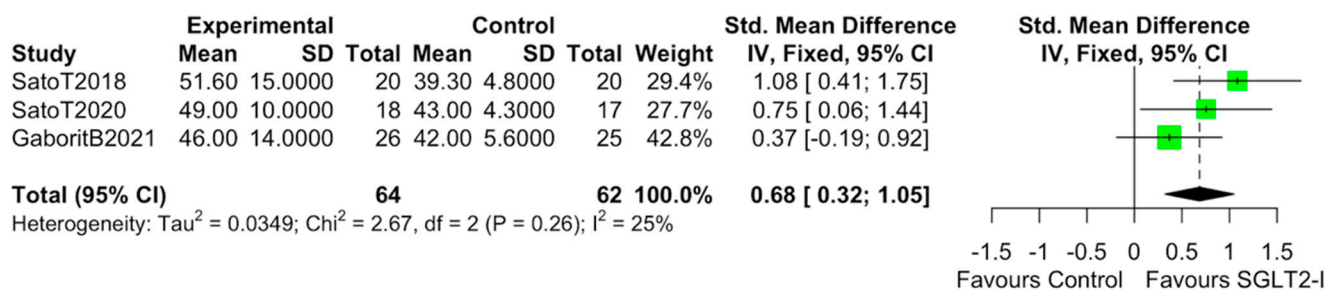 Experimental Control Std. Mean Difference Std. Mean Difference
Study Mean SD Total Mean SD Total Weight IV, Fixed, 95% CI IV, Fixed, 95% CI
SatoT2018 51.60 15.0000 20 39.30 4.8000 20 29.4% 1.08 [ 0.41; 1.75]
SatoT2020 49.00 10.0000 18 43.00 4.3000 17 27.7% 0.75 [ 0.06; 1.44]
GaboritB2021 46.00 14.0000 26 42.00 5.6000 25 42.8% 0.37 [-0.19; 0.92]
Total (95% CI) 64 62 100.0% 0.68 [ 0.32; 1.05]
Heterogeneity: Tau² = 0.0349; Chi² = 2.67, df = 2 (P = 0.26); I² = 25%
-1.5 -1 -0.5 0 0.5 1 1.5
Favours Control Favours SGLT2-I